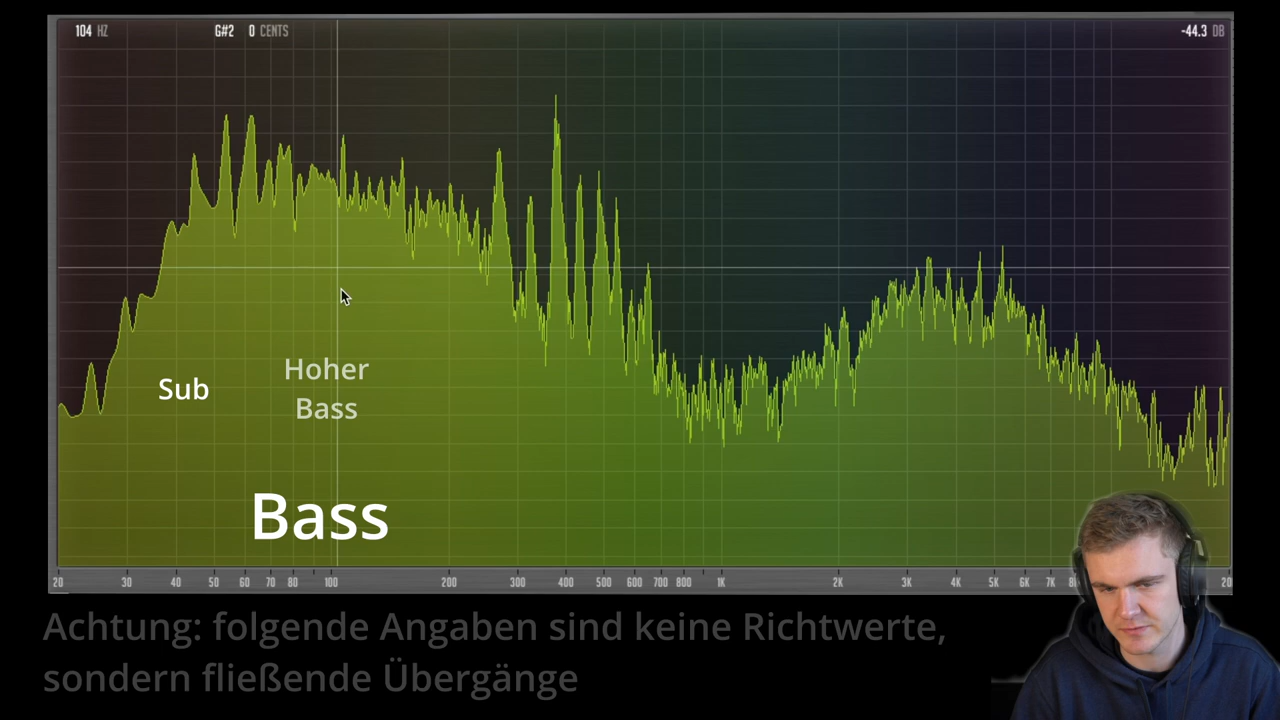 104 HZ G#2 0 CENTS -44.3 DB
Sub
Hoher
Bass
Bass
20 30 40 50 60 70 80 100 200 300 400 500 600 700 800 1K 2K 3K 4K 5K 6K 7K 20
Achtung: folgende Angaben sind keine Richtwerte,
sondern fließende Übergänge